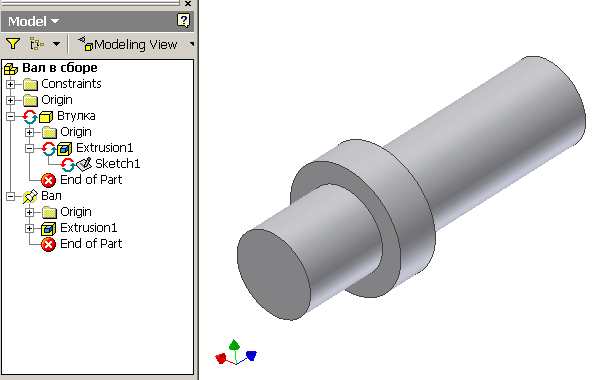 Model
Modeling View
Вал в сборе
Constraints
Origin
Втулка
Origin
Extrusion1
Sketch1
End of Part
Вал
Origin
Extrusion1
End of Part